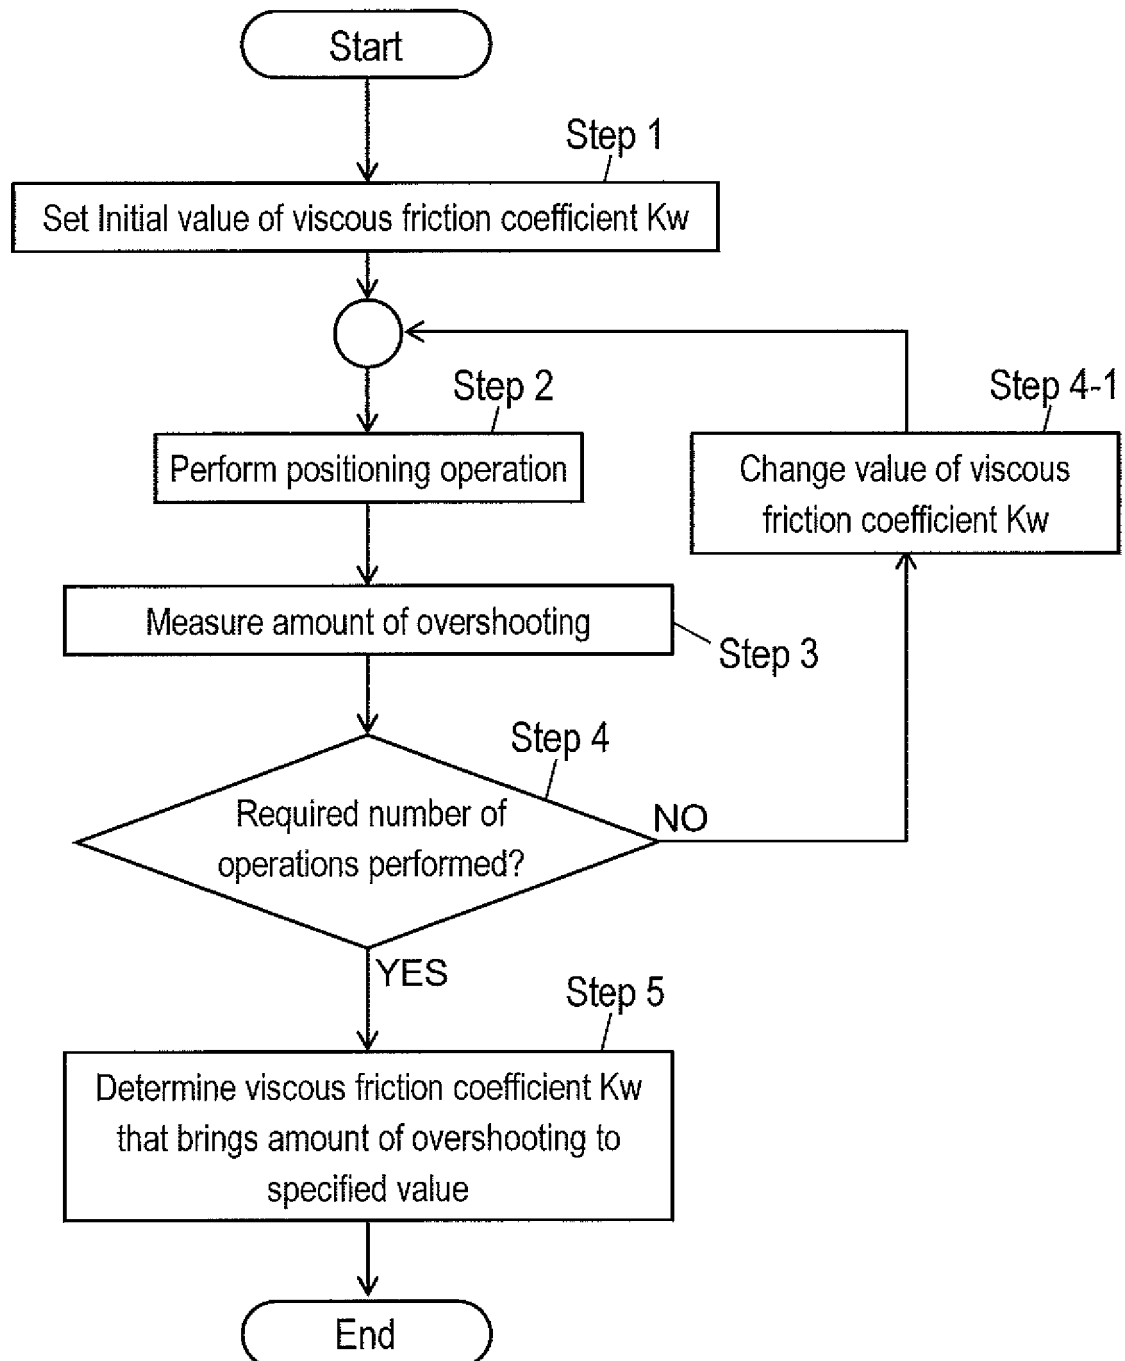 Start
Step 1
Set Initial value of viscous friction coefficient Kw
Step 2
Perform positioning operation
Step 4-1
Change value of viscous
friction coefficient Kw
Measure amount of overshooting
Step 3
Step 4
Required number of
operations performed?
NO
YES
Step 5
Determine viscous friction coefficient Kw
that brings amount of overshooting to
specified value
End